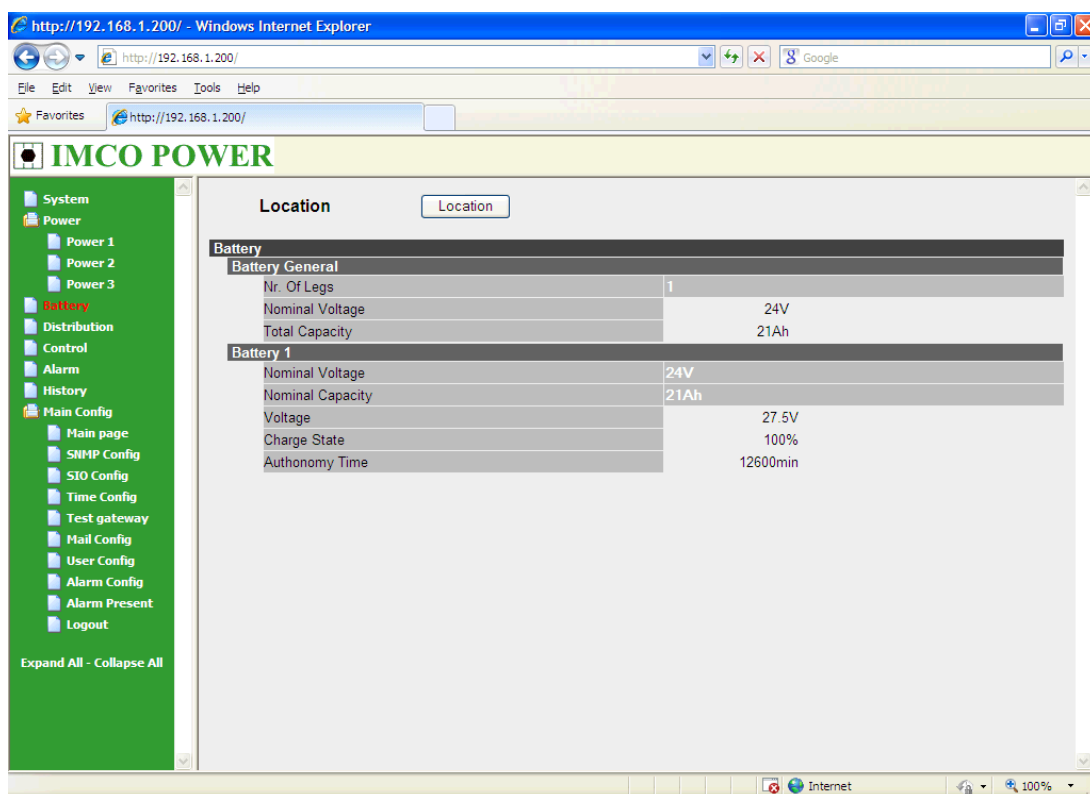 http://192.168.1.200/ - Windows Internet Explorer
http://192.168.1.200/
Google
File Edit View Favorites Tools Help
Favorites http://192.168.1.200/
IMCO POWER
System
Power
Power 1
Power 2
Power 3
Battery
Distribution
Control
Alarm
History
Main Config
Main page
SNMP Config
SIO Config
Time Config
Test gateway
Mail Config
User Config
Alarm Config
Alarm Present
Logout
Expand All - Collapse All
Location Location
Battery
Battery General
Nr. Of Legs 1
Nominal Voltage 24V
Total Capacity 21Ah
Battery 1
Nominal Voltage 24V
Nominal Capacity 21Ah
Voltage 27.5V
Charge State 100%
Authonomy Time 12600min
Internet 100%